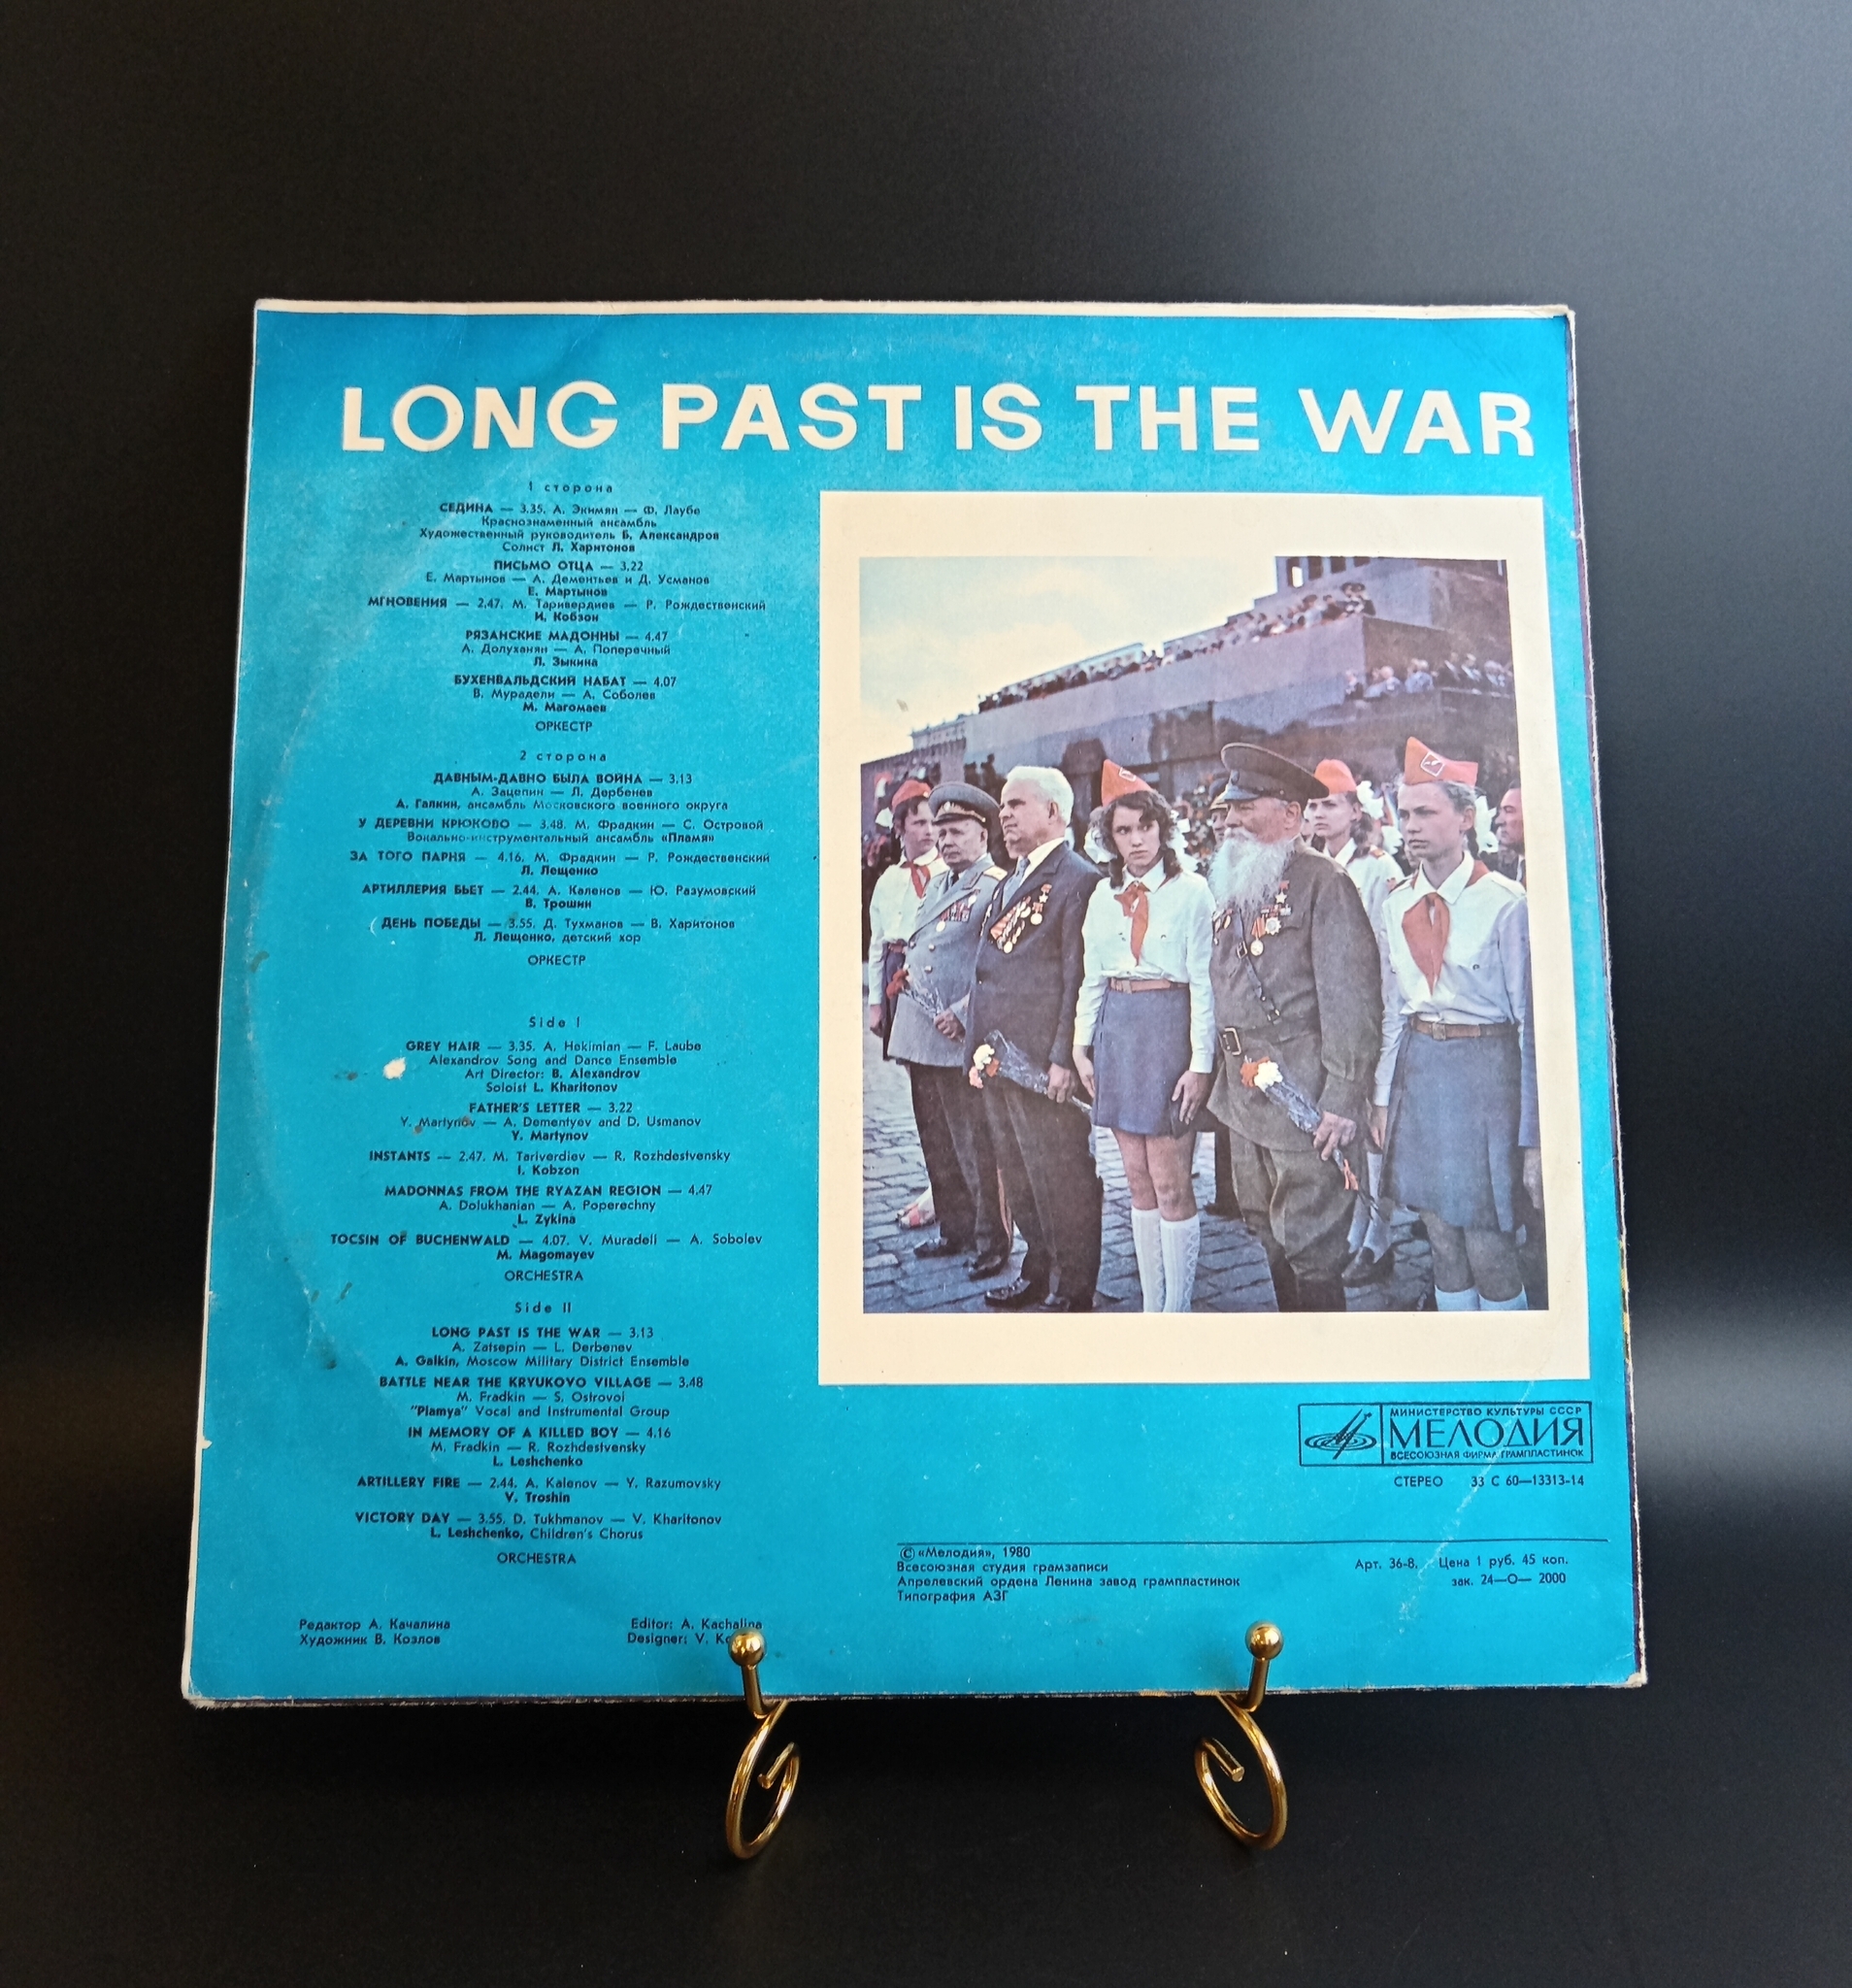 LONG PAST IS THE WAR
1 сторона
СЕДИНА — 3.35. А. Экимян — Ф. Лаубе
Краснознаменный ансамбль
Художественный руководитель Б. Александров
Солист Л. Харитонов
ПИСЬМО ОТЦА — 3.22
Е. Мартынов — А. Дементьев и Д. Усманов
Е. Мартынов
МГНОВЕНИЯ — 2.47. М. Таривердиев — Р. Рождественский
И. Кобзон
РЯЗАНСКИЕ МАДОННЫ — 4.47
А. Долуханян — А. Поперечный
Л. Зыкина
БУХЕНВАЛЬДСКИЙ НАБАТ — 4.07
В. Мурадели — А. Соболев
М. Магомаев
ОРКЕСТР
2 сторона
ДАВНЫМ-ДАВНО БЫЛА ВОЙНА — 3.13
А. Зацепин — Л. Дербенев
А. Галкин, ансамбль Московского военного округа
У ДЕРЕВНИ КРЮКОВО — 3.48. М. Фрадкин — С. Островой
Вокально-инструментальный ансамбль «Пламя»
ЗА ТОГО ПАРНЯ — 4.16. М. Фрадкин — Р. Рождественский
Л. Лещенко
АРТИЛЛЕРИЯ БЬЕТ — 2.44. А. Каленов — Ю. Разумовский
В. Трошин
ДЕНЬ ПОБЕДЫ — 3.55. Д. Тухманов — В. Харитонов
Л. Лещенко, детский хор
ОРКЕСТР
Side I
GREY HAIR — 3.35. A. Hekimian — F. Laube
Alexandrov Song and Dance Ensemble
Art Director: B. Alexandrov
Soloist L. Kharitonov
FATHER'S LETTER — 3.22
Y. Martynov — A. Dementyev and D. Usmanov
Y. Martynov
INSTANTS — 2.47. M. Tariverdiev — R. Rozhdestvensky
I. Kobzon
MADONNAS FROM THE RYAZAN REGION — 4.47
A. Dolukhanian — A. Poperechny
L. Zykina
TOCSIN OF BUCHENWALD — 4.07. V. Muradeli — A. Sobolev
M. Magomayev
ORCHESTRA
Side II
LONG PAST IS THE WAR — 3.13
A. Zatsepin — L. Derbenev
A. Galkin, Moscow Military District Ensemble
BATTLE NEAR THE KRYUKOVO VILLAGE — 3.48
M. Fradkin — S. Ostrovoi
"Plamya" Vocal and Instrumental Group
IN MEMORY OF A KILLED BOY — 4.16
M. Fradkin — R. Rozhdestvensky
L. Leshchenko
ARTILLERY FIRE — 2.44. A. Kalenov — Y. Razumovsky
V. Troshin
VICTORY DAY — 3.55. D. Tukhmanov — V. Kharitonov
L. Leshchenko, Children's Chorus
ORCHESTRA
Редактор А. Качалина
Художник В. Козлов
Editor: A. Kachalina
Designer: V.
МИНИСТЕРСТВО КУЛЬТУРЫ СССР
МЕЛОДИЯ
ВСЕСОЮЗНАЯ ФИРМА ГРАМПЛАСТИНОК
СТЕРЕО 33 С 60—13313-14
© «Мелодия», 1980
Всесоюзная студия грамзаписи
Апрелевский ордена Ленина завод грампластинок
Типография АЗГ
Арт. 36-8. Цена 1 руб. 45 коп.
зак. 24—О— 2000